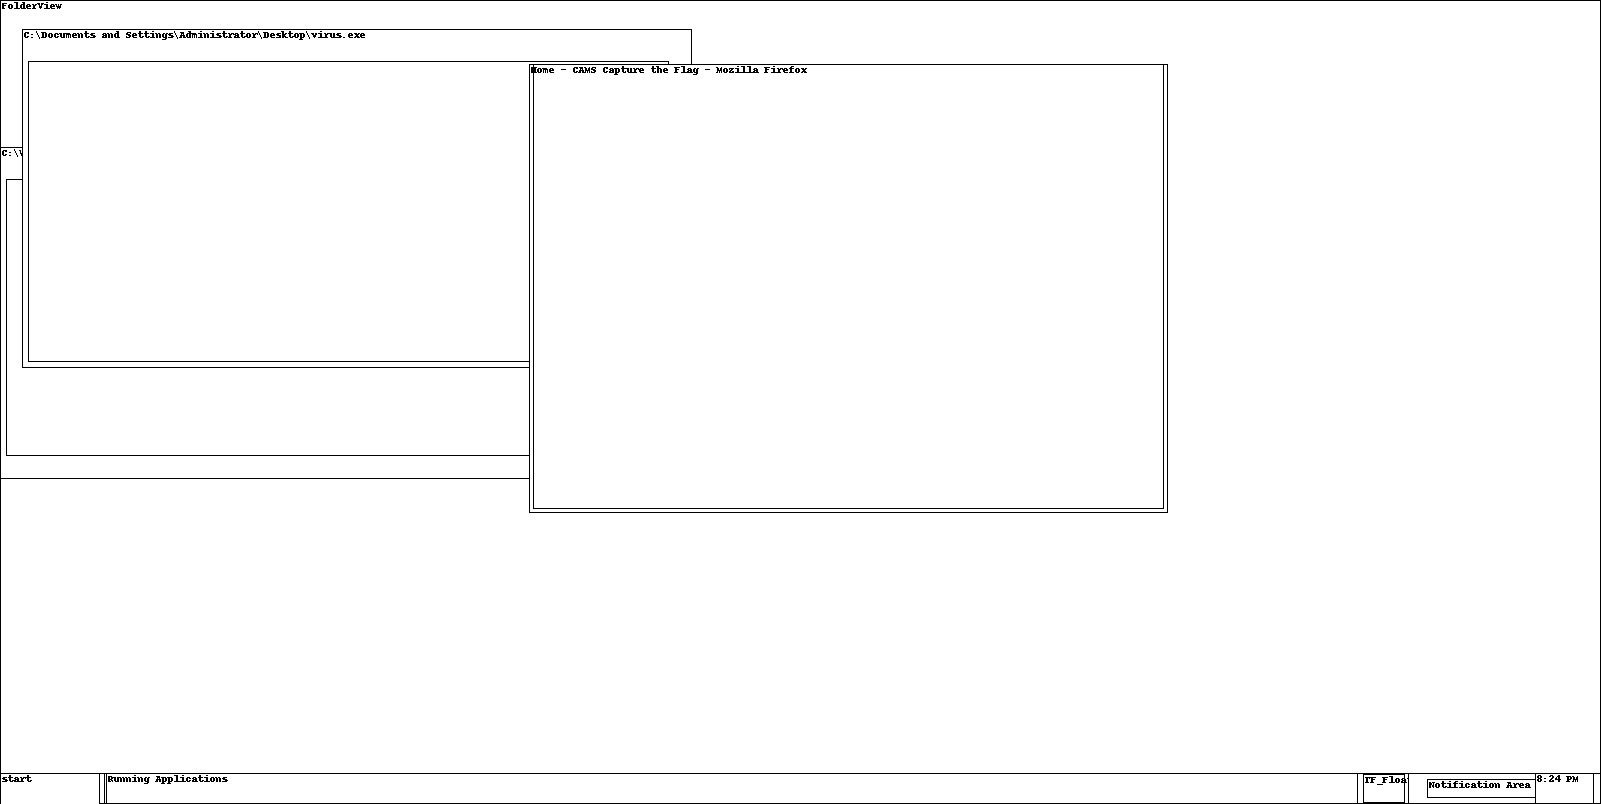 FolderView
C:\Documents and Settings\Administrator\Desktop\virus.exe
Home - CAMS Capture the Flag - Mozilla Firefox
C:\
start
Running Applications
TF_Floa
Notification Area
8:24 PM